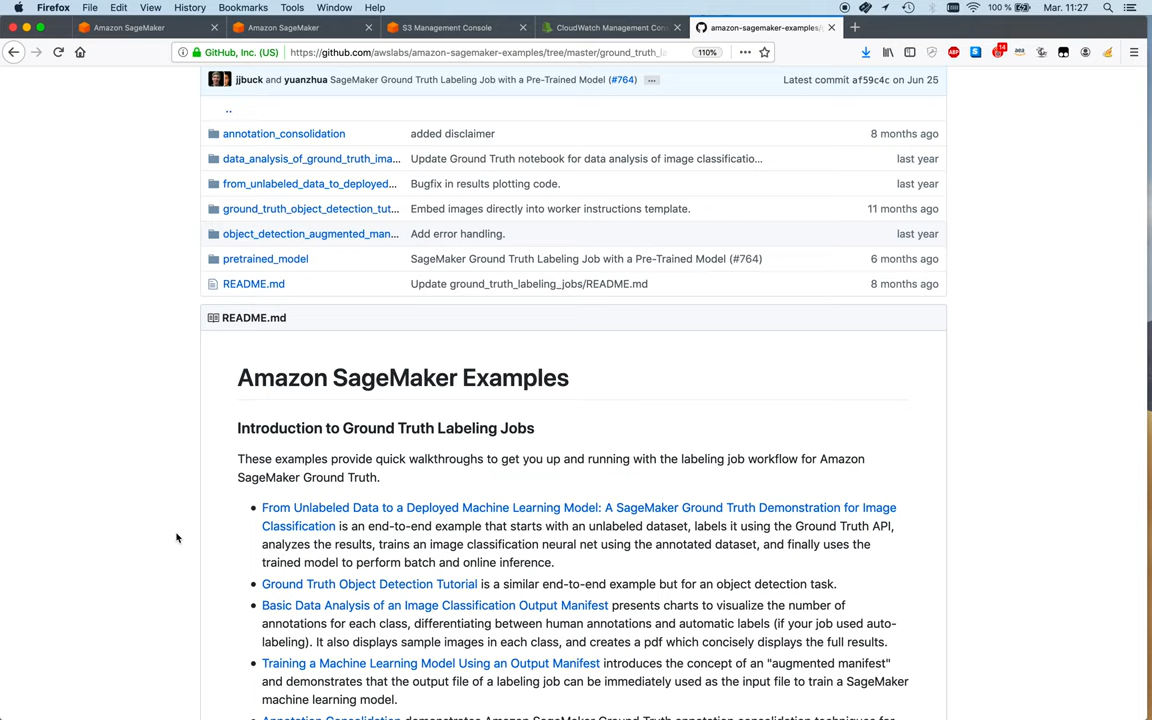 Firefox File Edit View History Bookmarks Tools Window Help 100 % Mar. 11:27
Amazon SageMaker Amazon SageMaker S3 Management Console CloudWatch Management Con amazon-sagemaker-examples/
GitHub, Inc. (US) https://github.com/awslabs/amazon-sagemaker-examples/tree/master/ground_truth_la 110%
jjbuck and yuanzhua SageMaker Ground Truth Labeling Job with a Pre-Trained Model (#764) ... Latest commit af59c4c on Jun 25
..
annotation_consolidation added disclaimer 8 months ago
data_analysis_of_ground_truth_ima... Update Ground Truth notebook for data analysis of image classificatio... last year
from_unlabeled_data_to_deployed... Bugfix in results plotting code. last year
ground_truth_object_detection_tut... Embed images directly into worker instructions template. 11 months ago
object_detection_augmented_man... Add error handling. last year
pretrained_model SageMaker Ground Truth Labeling Job with a Pre-Trained Model (#764) 6 months ago
README.md Update ground_truth_labeling_jobs/README.md 8 months ago
README.md
Amazon SageMaker Examples
Introduction to Ground Truth Labeling Jobs
These examples provide quick walkthroughs to get you up and running with the labeling job workflow for Amazon
SageMaker Ground Truth.
• From Unlabeled Data to a Deployed Machine Learning Model: A SageMaker Ground Truth Demonstration for Image
Classification is an end-to-end example that starts with an unlabeled dataset, labels it using the Ground Truth API,
analyzes the results, trains an image classification neural net using the annotated dataset, and finally uses the
trained model to perform batch and online inference.
• Ground Truth Object Detection Tutorial is a similar end-to-end example but for an object detection task.
• Basic Data Analysis of an Image Classification Output Manifest presents charts to visualize the number of
annotations for each class, differentiating between human annotations and automatic labels (if your job used auto-
labeling). It also displays sample images in each class, and creates a pdf which concisely displays the full results.
• Training a Machine Learning Model Using an Output Manifest introduces the concept of an "augmented manifest"
and demonstrates that the output file of a labeling job can be immediately used as the input file to train a SageMaker
machine learning model.
• Annotation Consolidation demonstrates Amazon SageMaker Ground Truth annotation consolidation techniques for